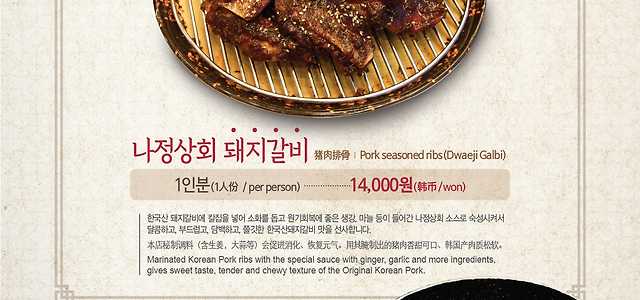 나정상회 돼지갈비 猪肉排骨 | Pork seasoned ribs(Dwaeji Galbi)
1인분(1人份 / per person) ·················· 14,000원(韩币/won)
한국산 돼지갈비에 칼집을 넣어 소화를 돕고 원기회복에 좋은 생강, 마늘 등이 들어간 나정상회 소스로 숙성시켜서
달콤하고, 부드럽고, 담백하고, 쫄깃한 한국산돼지갈비 맛을 선사합니다.
本店秘制调料（含生姜，大蒜等）会促进消化、恢复元气。用其腌制出的猪肉香甜可口、韩国产肉质松软。
Marinated Korean Pork ribs with the special sauce with ginger, garlic and more ingredients,
gives sweet taste, tender and chewy texture of the Original Korean Pork.